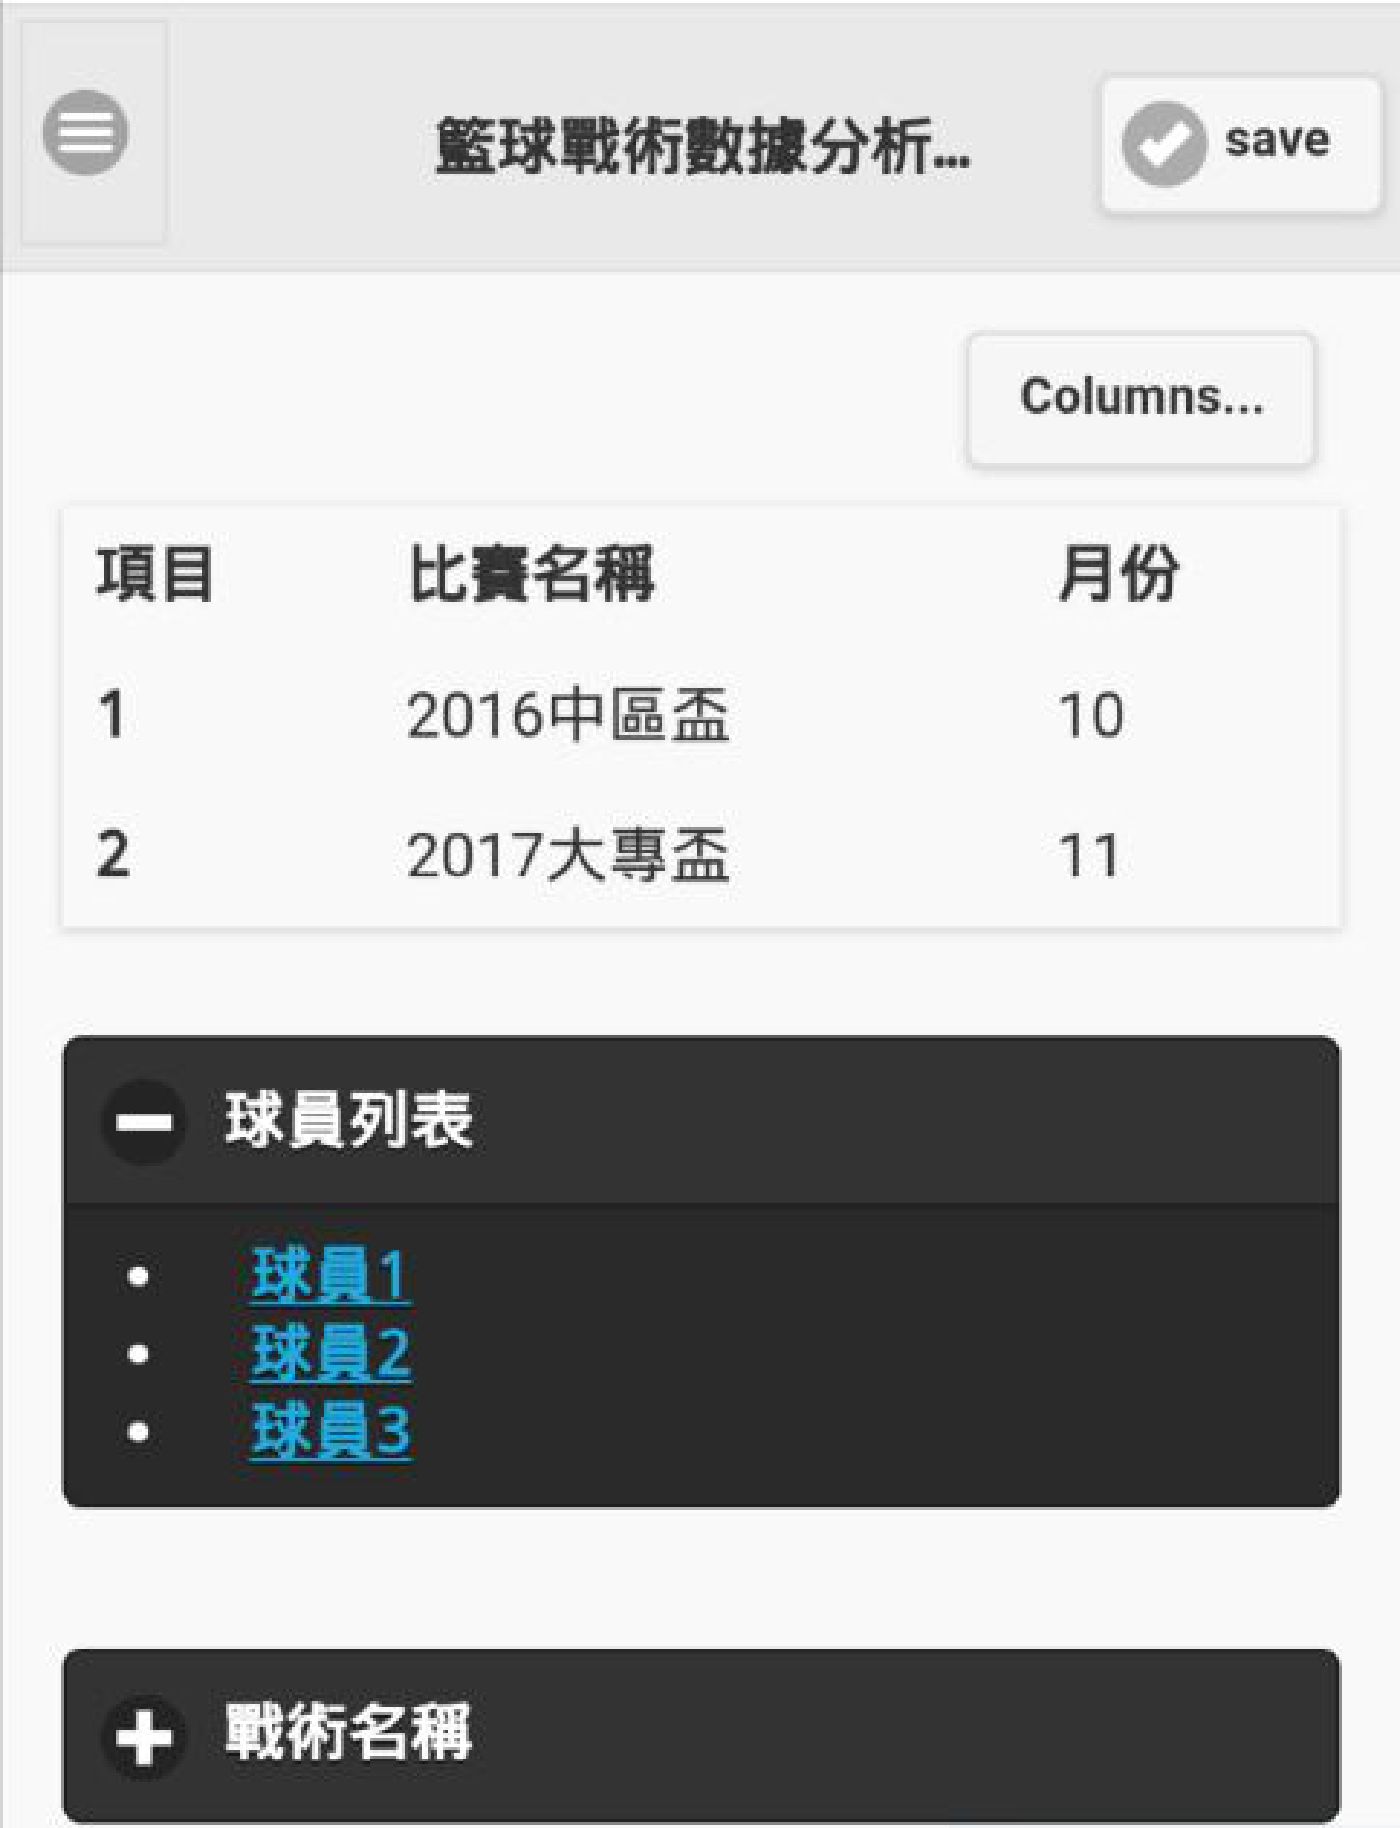 籃球戰術數據分析...
save
Columns...
項目 比賽名稱 月份
1 2016中區盃 10
2 2017大專盃 11
球員列表
球員1
球員2
球員3
戰術名稱